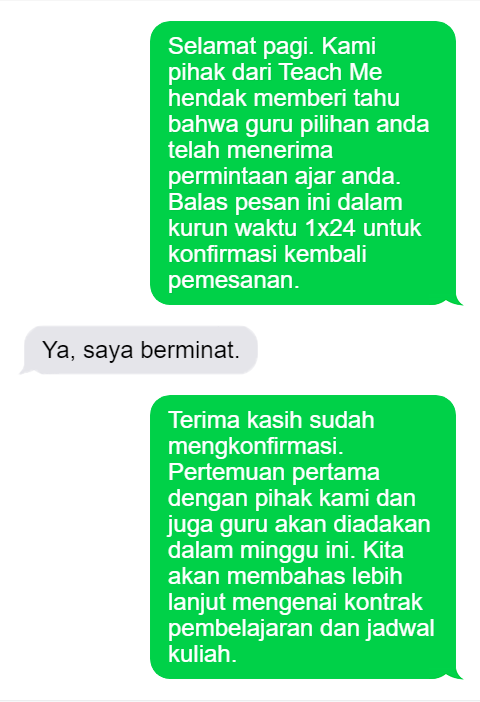 Selamat pagi. Kami
pihak dari Teach Me
hendak memberi tahu
bahwa guru pilihan anda
telah menerima
permintaan ajar anda.
Balas pesan ini dalam
kurun waktu 1x24 untuk
konfirmasi kembali
pemesanan.
Ya, saya berminat.
Terima kasih sudah
mengkonfirmasi.
Pertemuan pertama
dengan pihak kami dan
juga guru akan diadakan
dalam minggu ini. Kita
akan membahas lebih
lanjut mengenai kontrak
pembelajaran dan jadwal
kuliah.